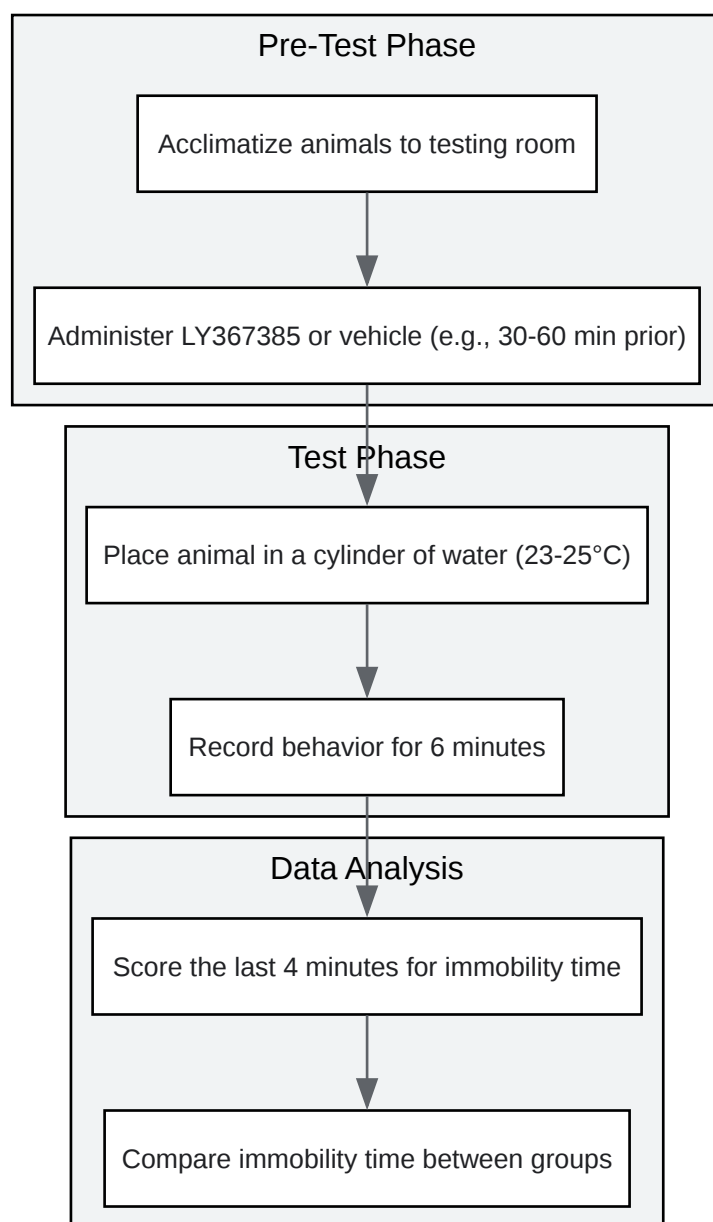 Pre-Test Phase
Acclimatize animals to testing room
Administer LY367385 or vehicle (e.g., 30-60 min prior)
Test Phase
Place animal in a cylinder of water (23-25°C)
Record behavior for 6 minutes
Data Analysis
Score the last 4 minutes for immobility time
Compare immobility time between groups